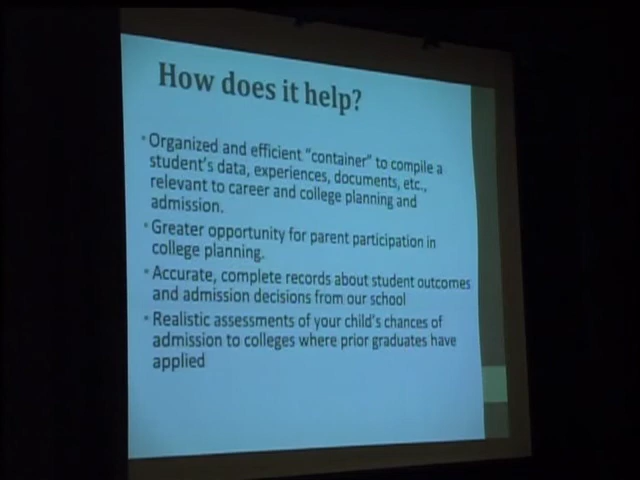 How does it help?
• Organized and efficient "container" to compile a
student's data, experiences, documents, etc.,
relevant to career and college planning and
admission.
• Greater opportunity for parent participation in
college planning.
• Accurate, complete records about student outcomes
and admission decisions from our school
• Realistic assessments of your child's chances of
admission to colleges where prior graduates have
applied